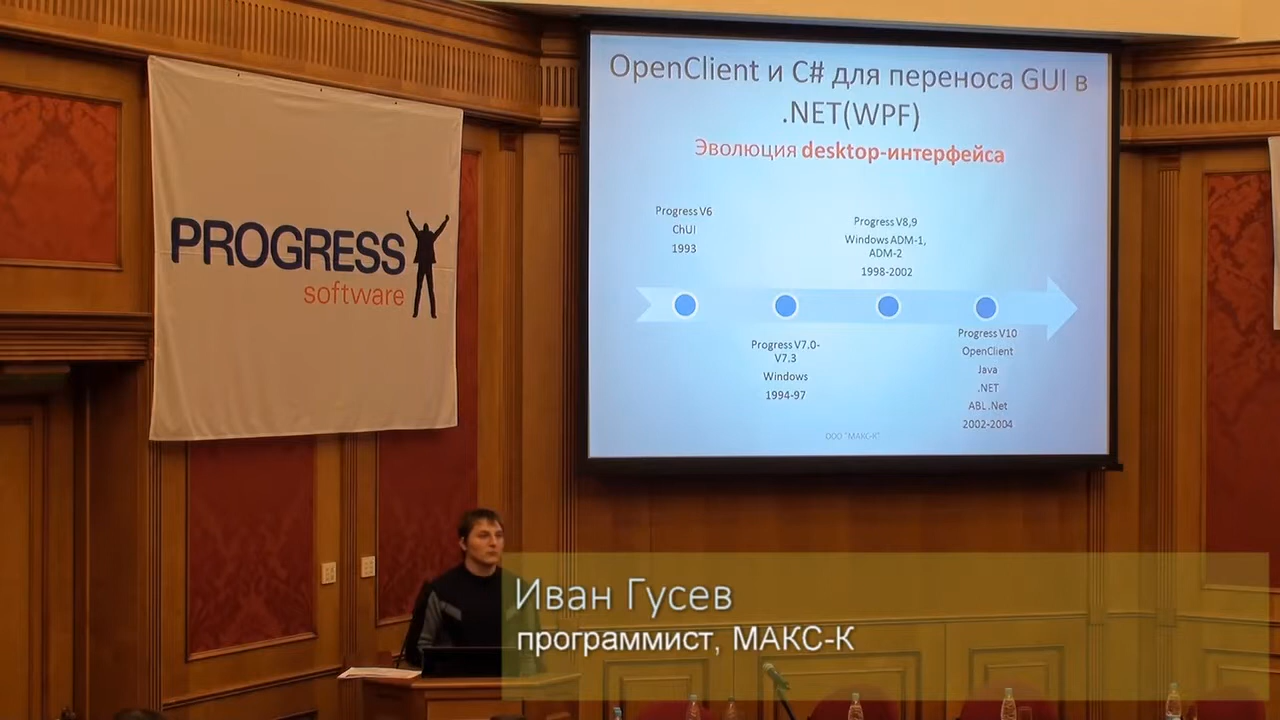 PROGRESS
software
OpenClient и C# для переноса GUI в
.NET(WPF)
Эволюция desktop-интерфейса
Progress V6
ChUI
1993
Progress V7.0-
V7.3
Windows
1994-97
Progress V8,9
Windows ADM-1,
ADM-2
1998-2002
Progress V10
OpenClient
Java
.NET
ABL .Net
2002-2004
ООО "МАКС-К"
Иван Гусев
программист, МАКС-К